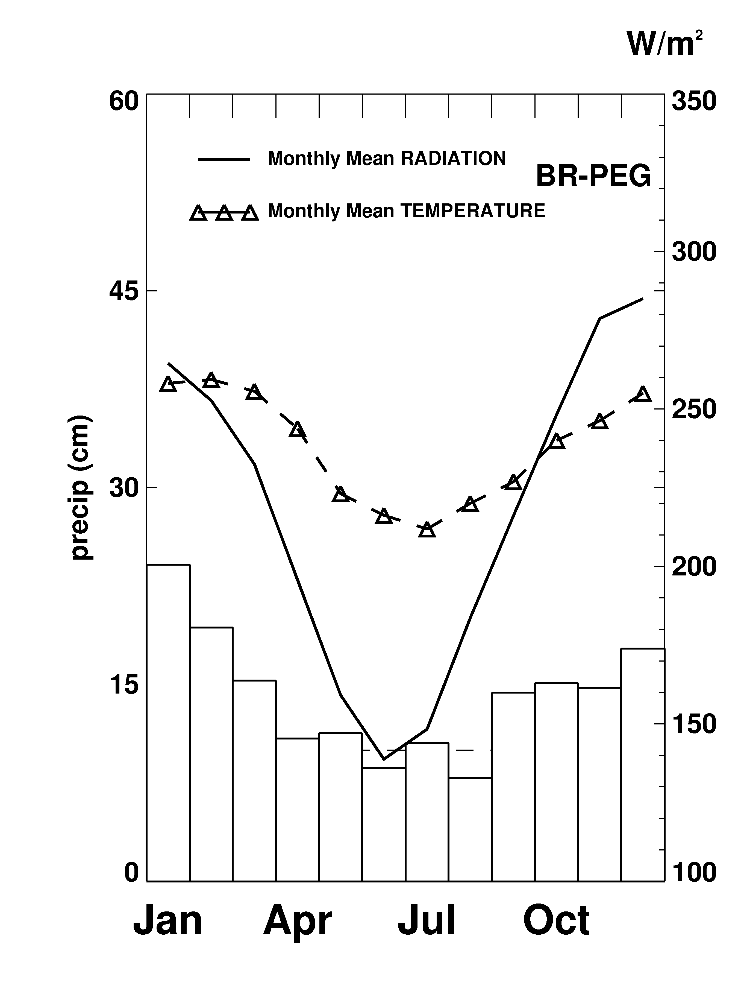 W/m²
60
350
Monthly Mean RADIATION
BR-PEG
Monthly Mean TEMPERATURE
300
45
250
precip (cm)
30
200
15
150
0
100
Jan Apr Jul Oct